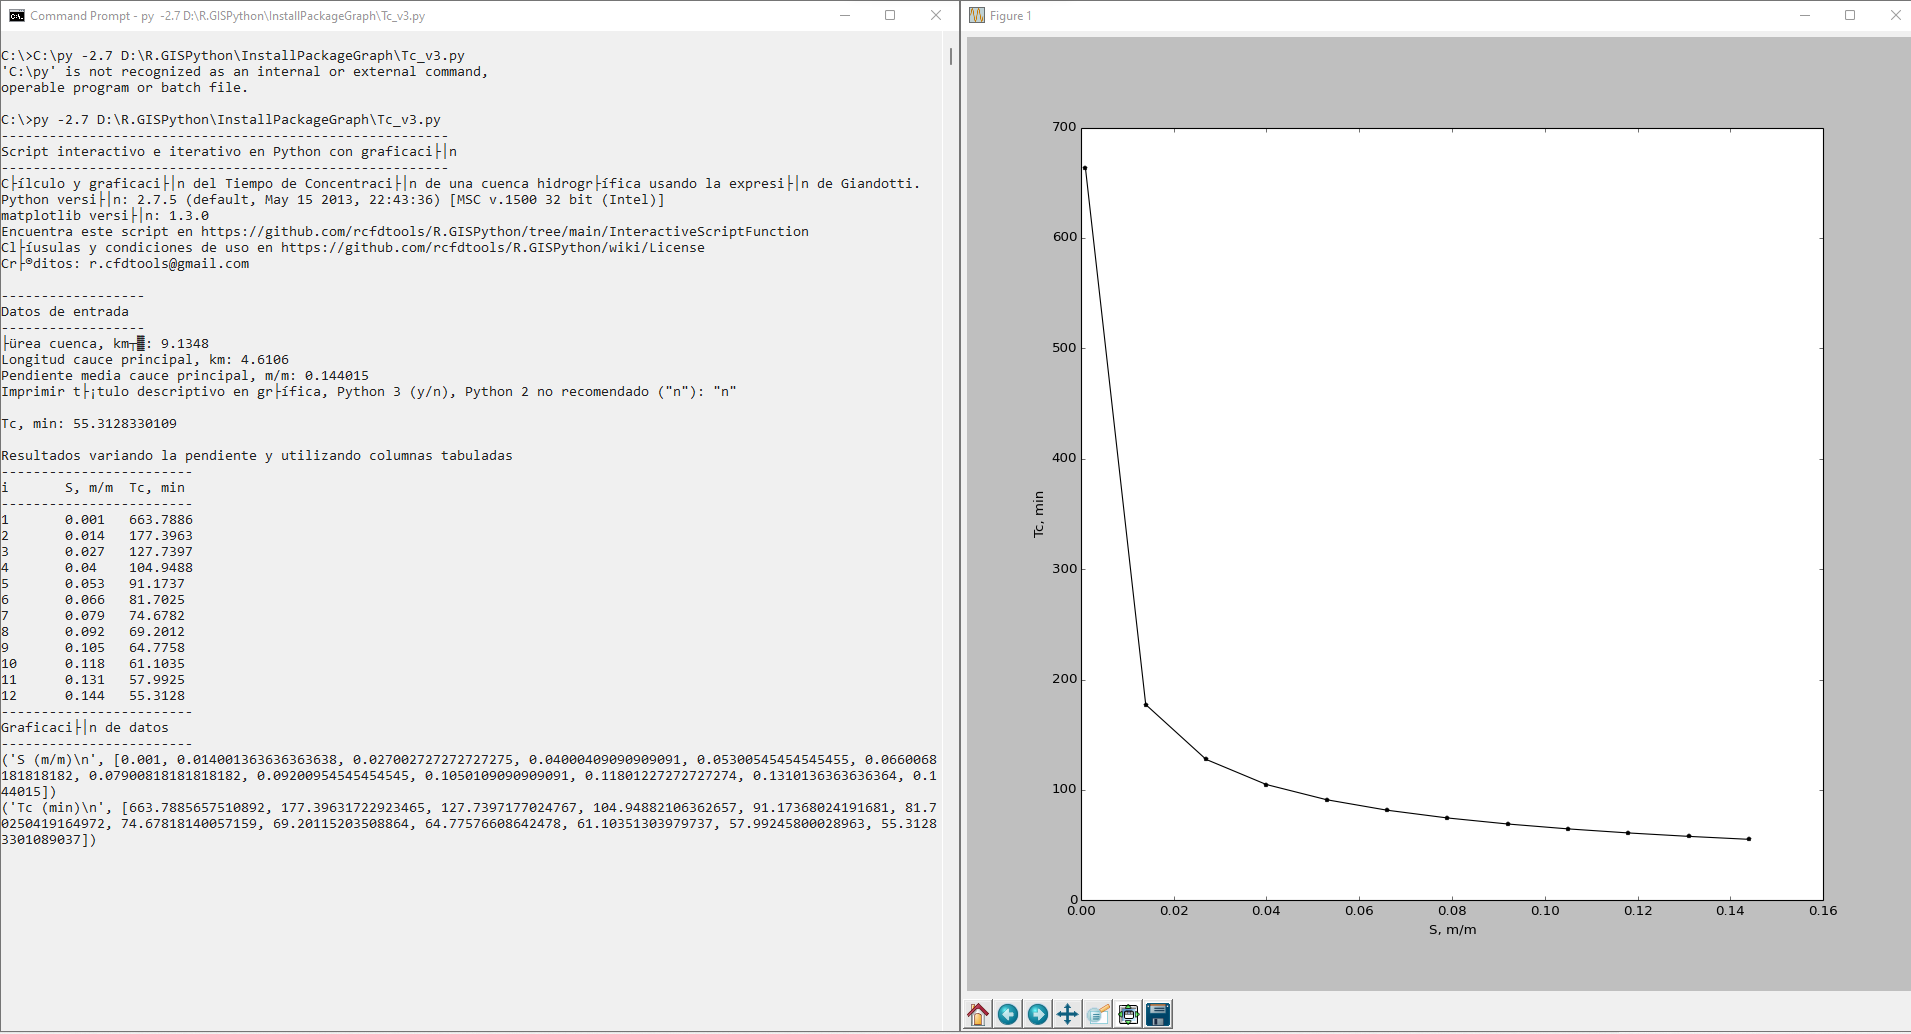 Command Prompt - py  -2.7 D:\R.GISPython\InstallPackageGraph\Tc_v3.py
C:\>C:\py -2.7 D:\R.GISPython\InstallPackageGraph\Tc_v3.py
'C:\py' is not recognized as an internal or external command,
operable program or batch file.
C:\>py -2.7 D:\R.GISPython\InstallPackageGraph\Tc_v3.py
--------------------------------------------------------
Script interactivo e iterativo en Python con graficaci├│n
--------------------------------------------------------
C├ílculo y graficaci├│n del Tiempo de Concentraci├│n de una cuenca hidrogr├ífica usando la expresi├│n de Giandotti.
Python versi├│n: 2.7.5 (default, May 15 2013, 22:43:36) [MSC v.1500 32 bit (Intel)]
matplotlib versi├│n: 1.3.0
Encuentra este script en https://github.com/rcfdtools/R.GISPython/tree/main/InteractiveScriptFunction
Cl├íusulas y condiciones de uso en https://github.com/rcfdtools/R.GISPython/wiki/License
Cr├®ditos: r.cfdtools@gmail.com
------------------
Datos de entrada
------------------
├ürea cuenca, km┬▓: 9.1348
Longitud cauce principal, km: 4.6106
Pendiente media cauce principal, m/m: 0.144015
Imprimir t├¡tulo descriptivo en gr├ífica, Python 3 (y/n), Python 2 no recomendado ("n"): "n"
Tc, min: 55.3128330109
Resultados variando la pendiente y utilizando columnas tabuladas
------------------------
i       S, m/m  Tc, min
------------------------
1       0.001   663.7886
2       0.014   177.3963
3       0.027   127.7397
4       0.04    104.9488
5       0.053   91.1737
6       0.066   81.7025
7       0.079   74.6782
8       0.092   69.2012
9       0.105   64.7758
10      0.118   61.1035
11      0.131   57.9925
12      0.144   55.3128
------------------------
Graficaci├│n de datos
------------------------
('S (m/m)\n', [0.001, 0.014001363636363638, 0.027002727272727275, 0.04000409090909091, 0.05300545454545455, 0.0660068
181818182, 0.07900818181818182, 0.09200954545454545, 0.1050109090909091, 0.11801227272727274, 0.1310136363636364, 0.1
44015])
('Tc (min)\n', [663.7885657510892, 177.39631722923465, 127.7397177024767, 104.94882106362657, 91.17368024191681, 81.7
0250419164972, 74.67818140057159, 69.20115203508864, 64.77576608642478, 61.10351303979737, 57.99245800028963, 55.3128
3301089037])
Figure 1
700
600
500
400
300
200
100
0
Tc, min
0.00 0.02 0.04 0.06 0.08 0.10 0.12 0.14 0.16
S, m/m